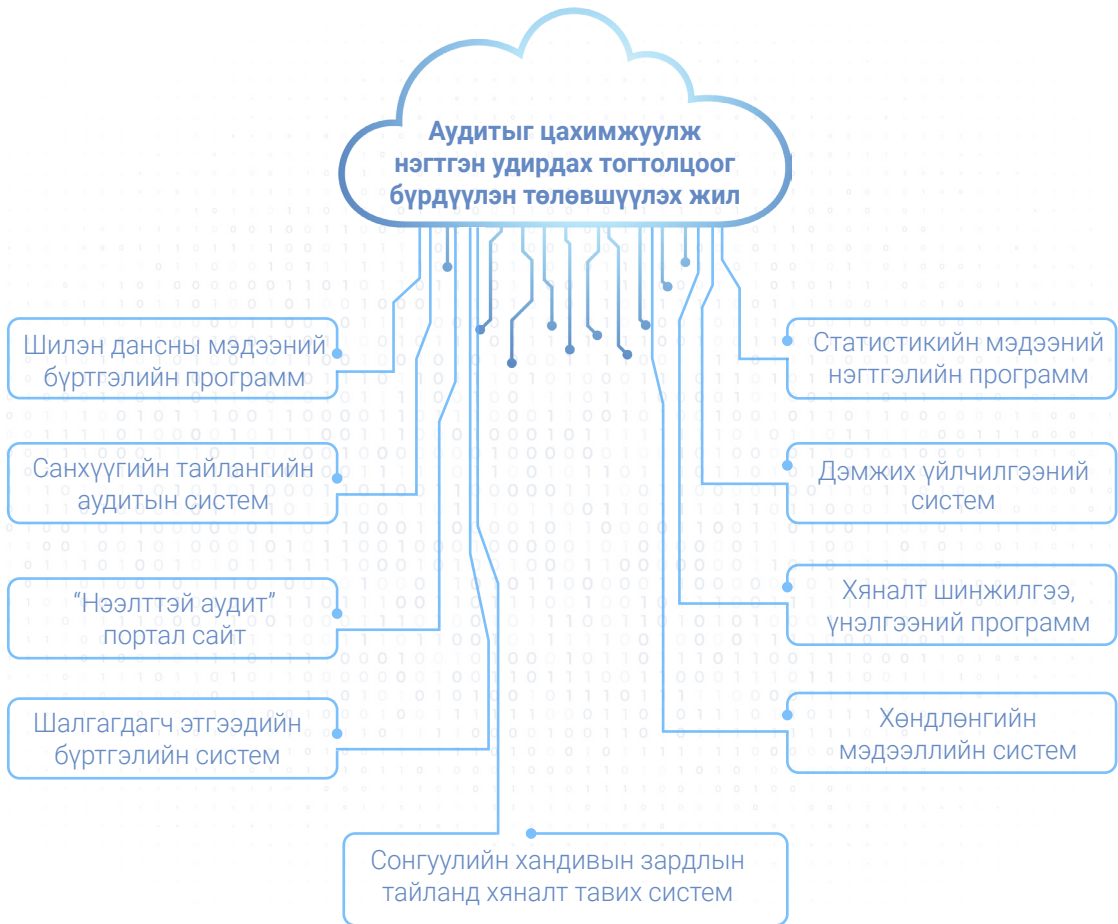 Аудитыг цахимжуулж
нэгтгэн удирдах тогтолцоог
бүрдүүлэн төлөвшүүлэх жил
Шилэн дансны мэдээний
бүртгэлийн программ
Санхүүгийн тайлангийн
аудитын систем
“Нээлттэй аудит”
портал сайт
Шалгагдагч этгээдийн
бүртгэлийн систем
Статистикийн мэдээний
нэгтгэлийн программ
Дэмжих үйлчилгээний
систем
Хяналт шинжилгээ,
үнэлгээний программ
Хөндлөнгийн
мэдээллийн систем
Сонгуулийн хандивын зардлын
тайланд хяналт тавих систем